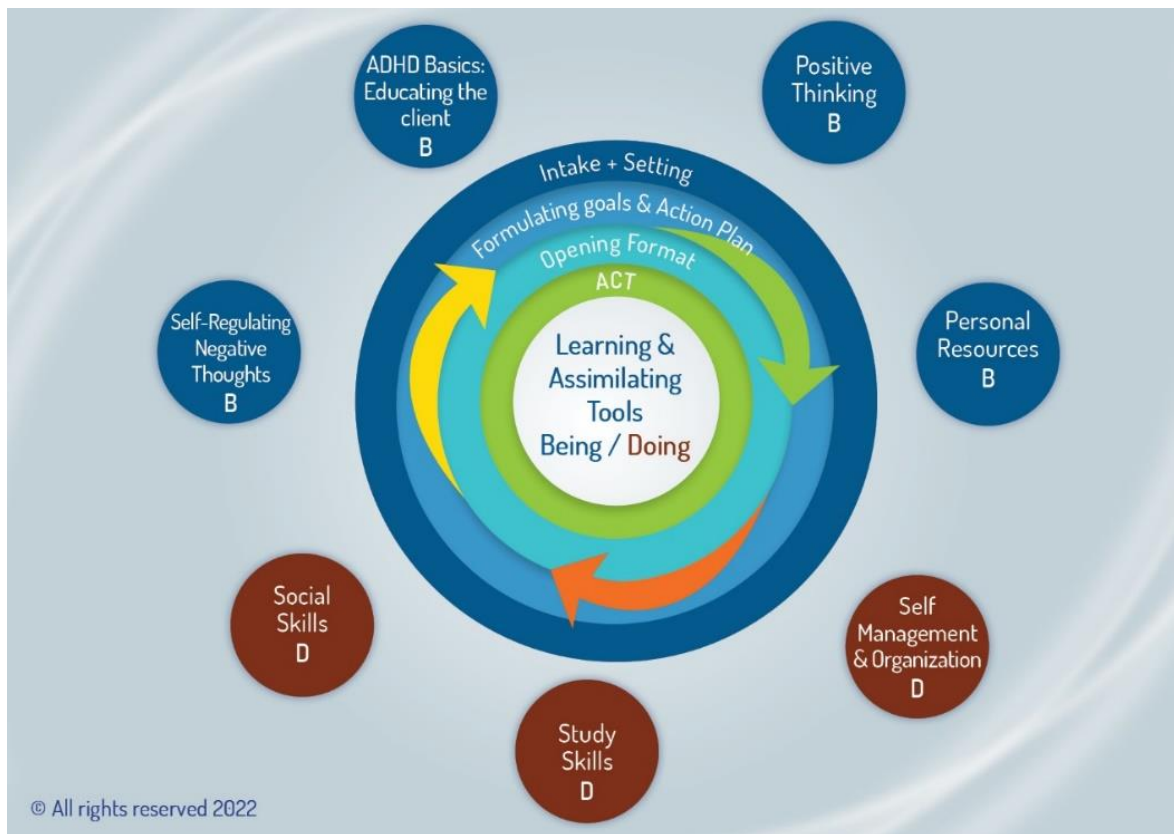 ADHD Basics:
Educating the
client
B
Positive
Thinking
B
Intake + Setting
Formulating goals & Action Plan
Opening Format
ACT
Learning &
Assimilating
Tools
Being / Doing
Self-Regulating
Negative
Thoughts
B
Personal
Resources
B
Social
Skills
D
Self
Management
& Organization
D
Study
Skills
D
© All rights reserved 2022